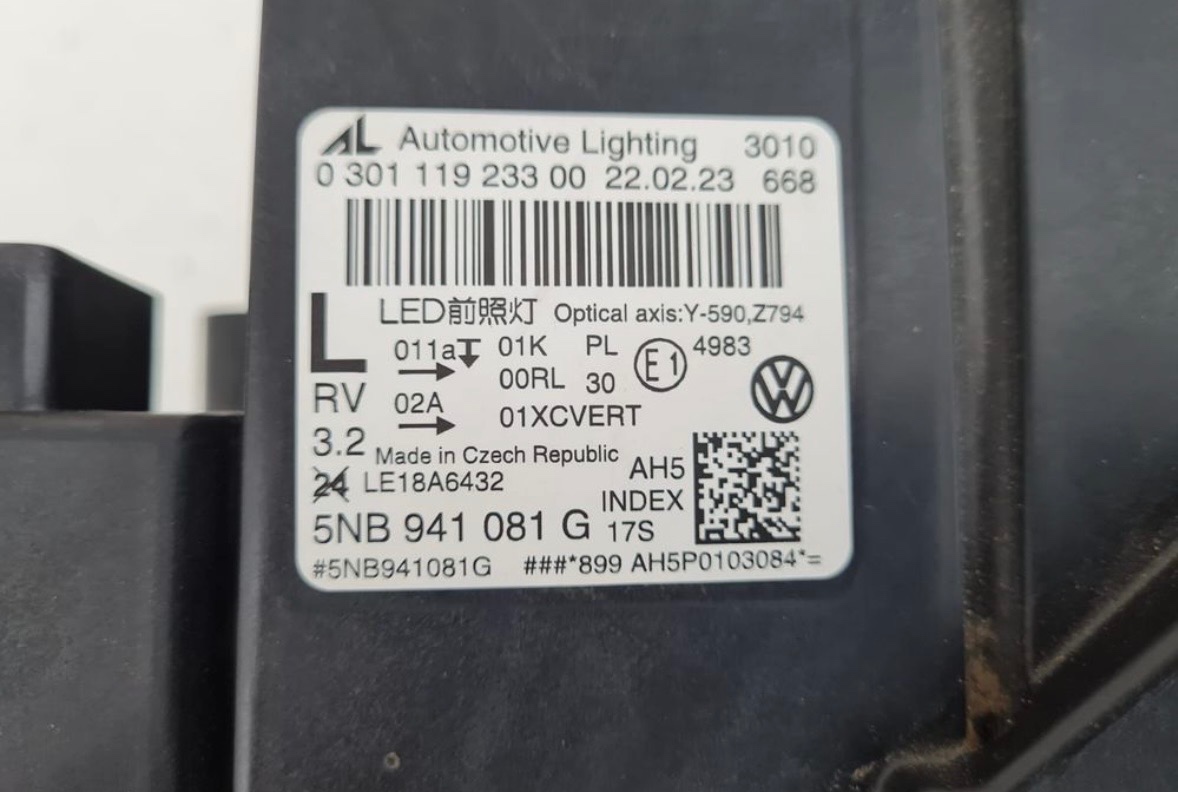 AL Automotive Lighting 3010
0 301 119 233 00 22.02.23 668
L LED前照灯 Optical axis:Y-590,Z794
011a 01K PL E1 4983
00RL 30
RV 02A 01XCVERT
3.2 Made in Czech Republic
24 LE18A6432 AH5
INDEX
5NB 941 081 G 17S
#5NB941081G ###*899 AH5P0103084*=